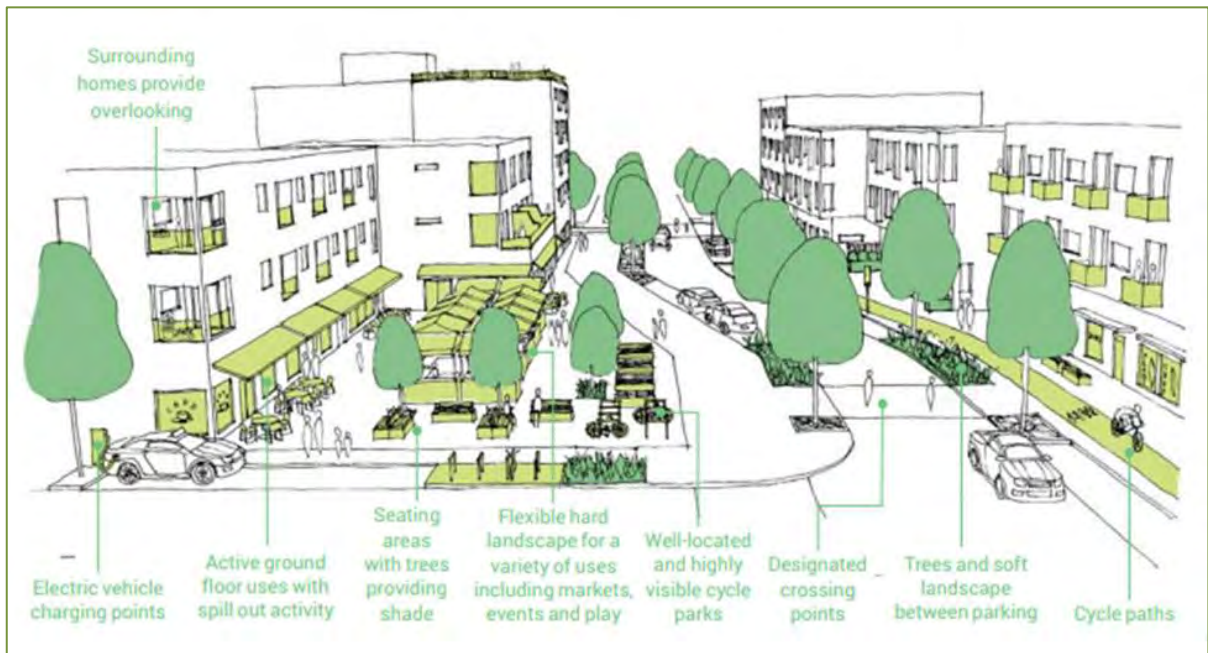 Surrounding
homes provide
overlooking
Electric vehicle
charging points
Active ground
floor uses with
spill out activity
Seating
areas
with trees
providing
shade
Flexible hard
landscape for a
variety of uses
including markets,
events and play
Well-located
and highly
visible cycle
parks
Designated
crossing
points
Trees and soft
landscape
between parking
Cycle paths